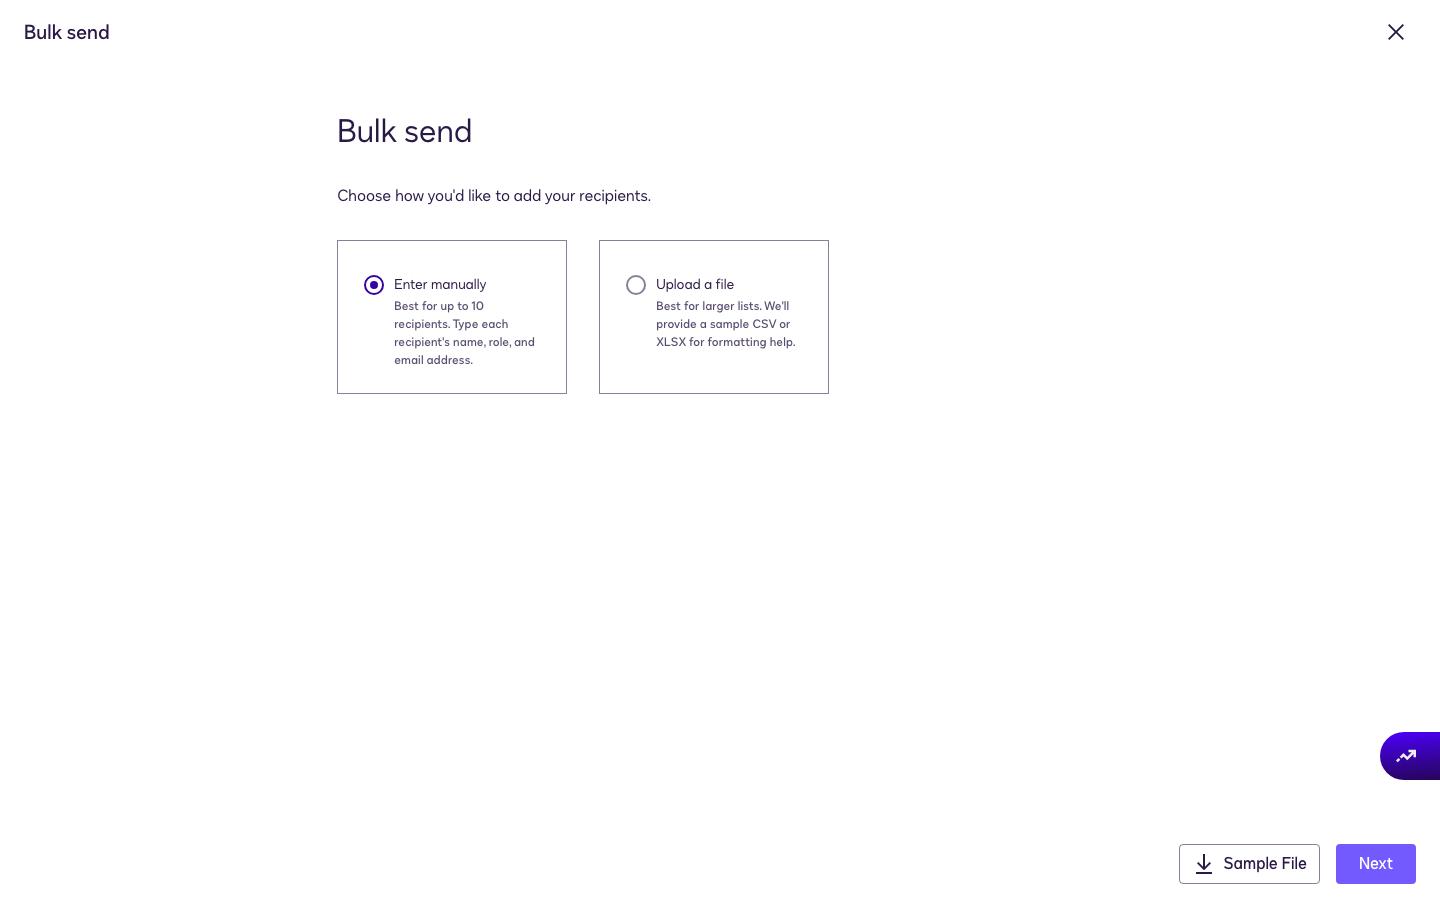 Bulk send
Bulk send
Choose how you'd like to add your recipients.
Enter manually
Best for up to 10
recipients. Type each
recipient's name, role, and
email address.
Upload a file
Best for larger lists. We'll
provide a sample CSV or
XLSX for formatting help.
Sample File
Next